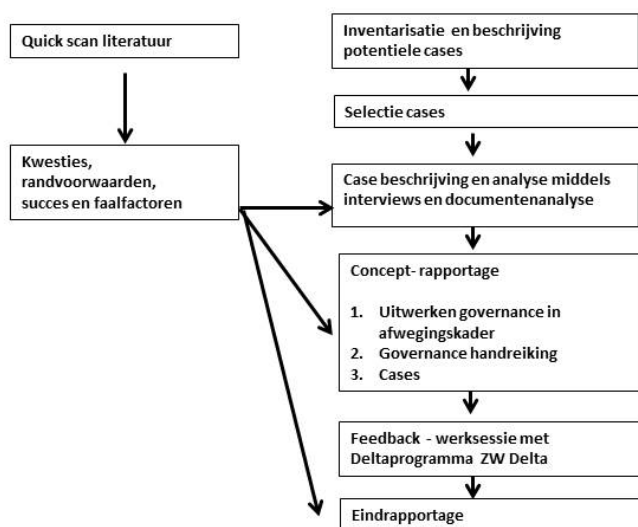 Quick scan literatuur
Kwesties,
randvoorwaarden,
succes en faalfactoren
Inventarisatie en beschrijving
potentiele cases
Selectie cases
Case beschrijving en analyse middels
interviews en documentenanalyse
Concept- rapportage
1. Uitwerken governance in
afwegingskader
2. Governance handreiking
3. Cases
Feedback - werksessie met
Deltaprogramma ZW Delta
Eindrapportage